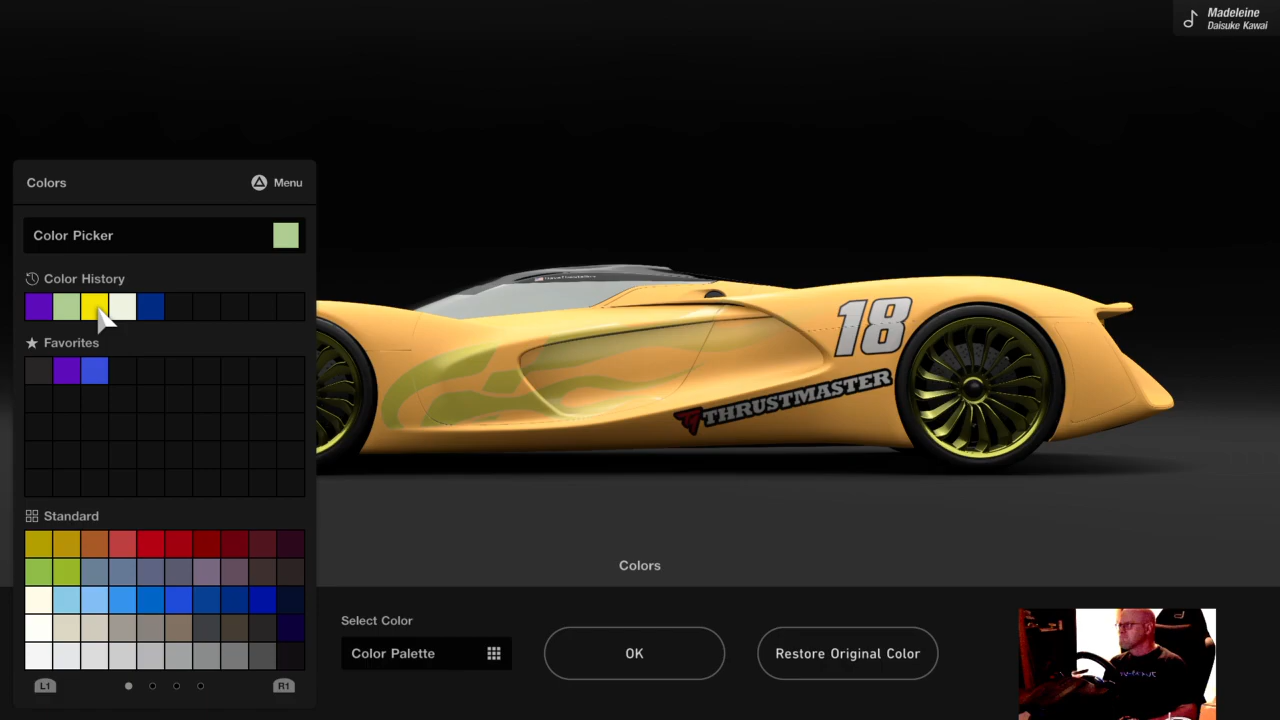 Madeleine
Daisuke Kawai
Colors
Menu
Color Picker
Color History
Favorites
Standard
L1
R1
18
THRUSTMASTER
Colors
Select Color
Color Palette
OK
Restore Original Color